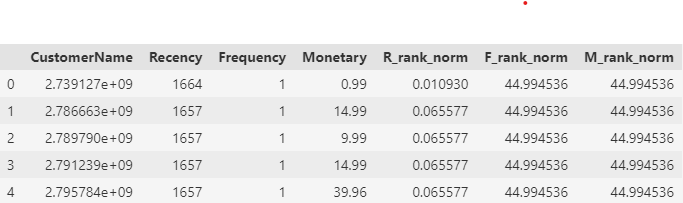 CustomerName Recency Frequency Monetary R_rank_norm F_rank_norm M_rank_norm
0 2.739127e+09 1664 1 0.99 0.010930 44.994536 44.994536
1 2.786663e+09 1657 1 14.99 0.065577 44.994536 44.994536
2 2.789790e+09 1657 1 9.99 0.065577 44.994536 44.994536
3 2.791239e+09 1657 1 14.99 0.065577 44.994536 44.994536
4 2.795784e+09 1657 1 39.96 0.065577 44.994536 44.994536